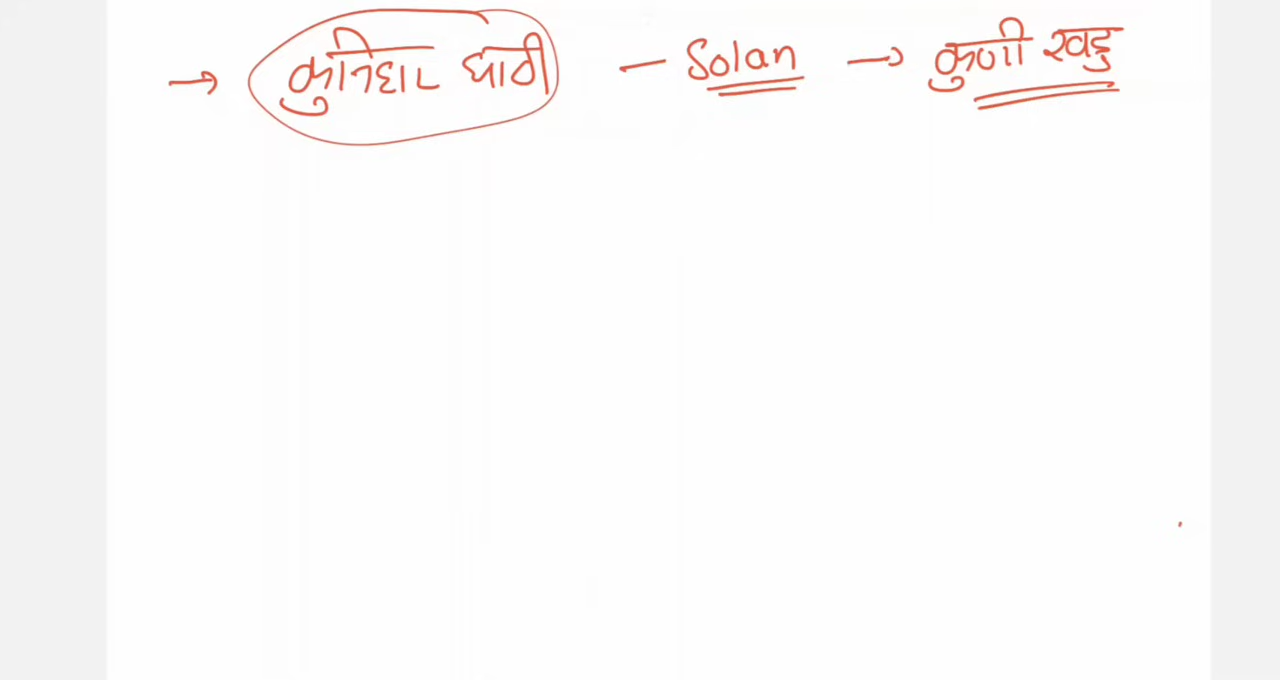 → कुनिहार घाटी — Solan → कुणी खड्ड